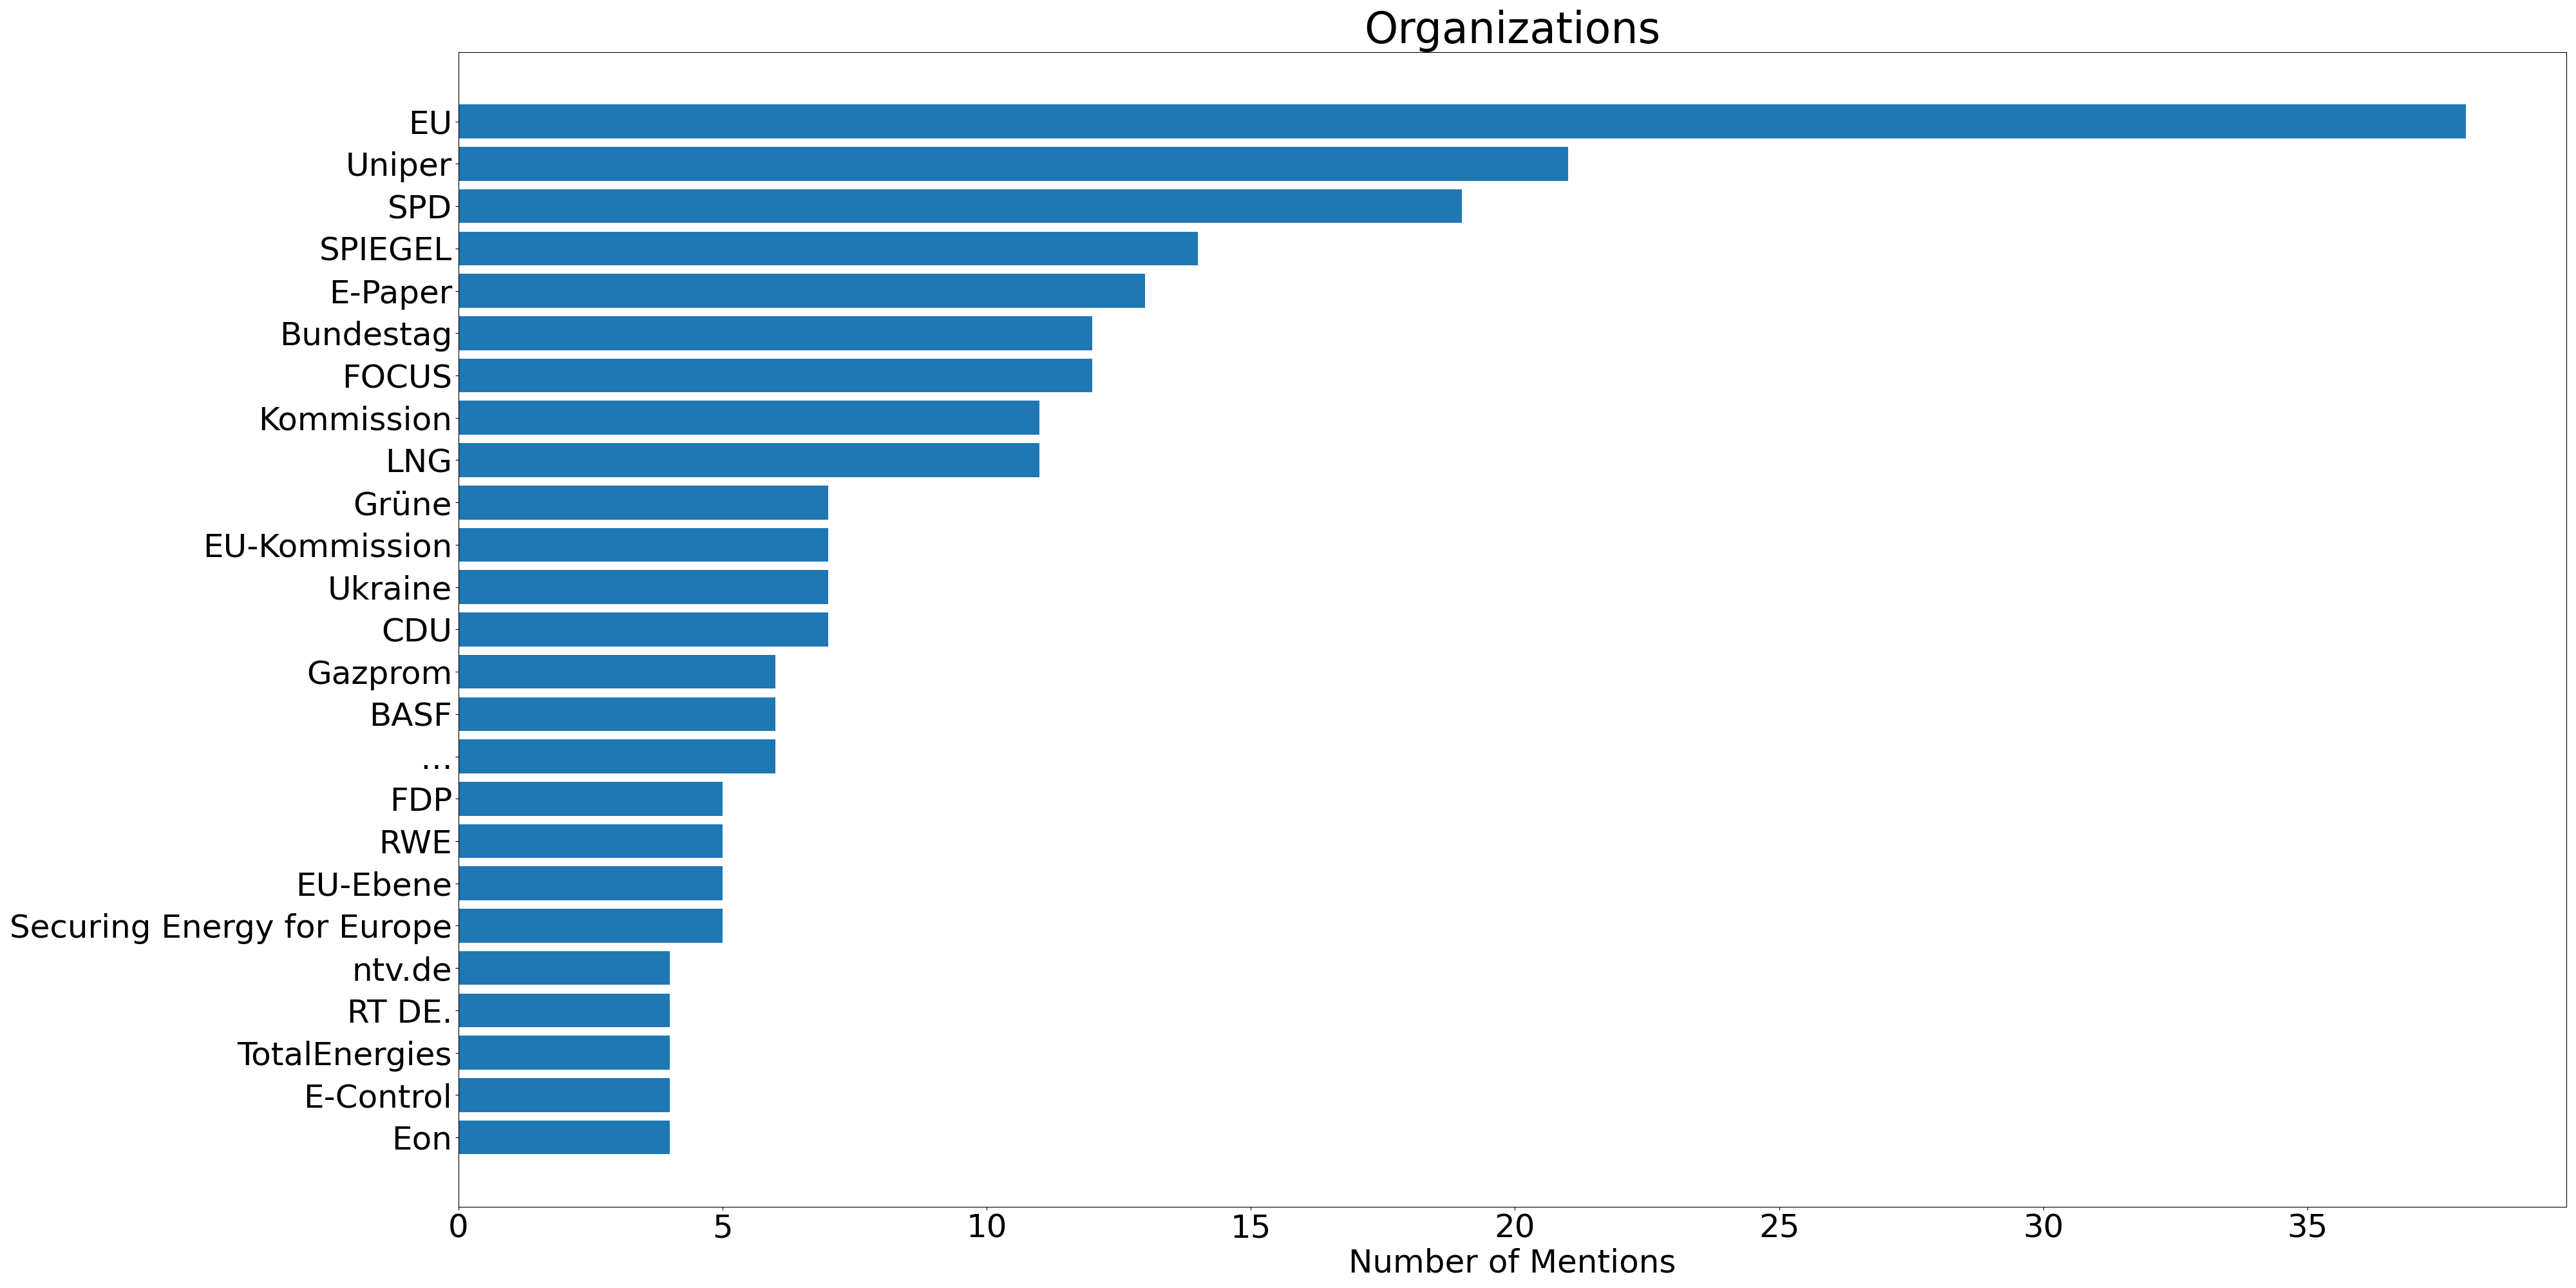 Organizations
EU
Uniper
SPD
SPIEGEL
E-Paper
Bundestag
FOCUS
Kommission
LNG
Grüne
EU-Kommission
Ukraine
CDU
Gazprom
BASF
...
FDP
RWE
EU-Ebene
Securing Energy for Europe
ntv.de
RT DE.
TotalEnergies
E-Control
Eon
0 5 10 15 20 25 30 35
Number of Mentions